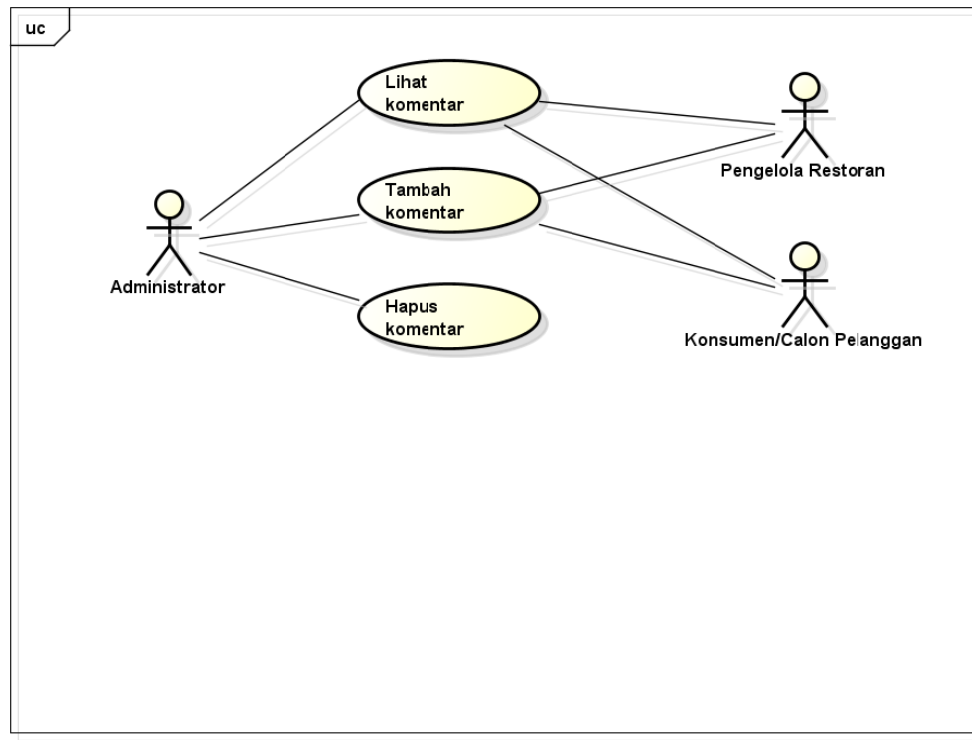 uc
Lihat
komentar
Pengelola Restoran
Tambah
komentar
Administrator
Hapus
komentar
Konsumen/Calon Pelanggan